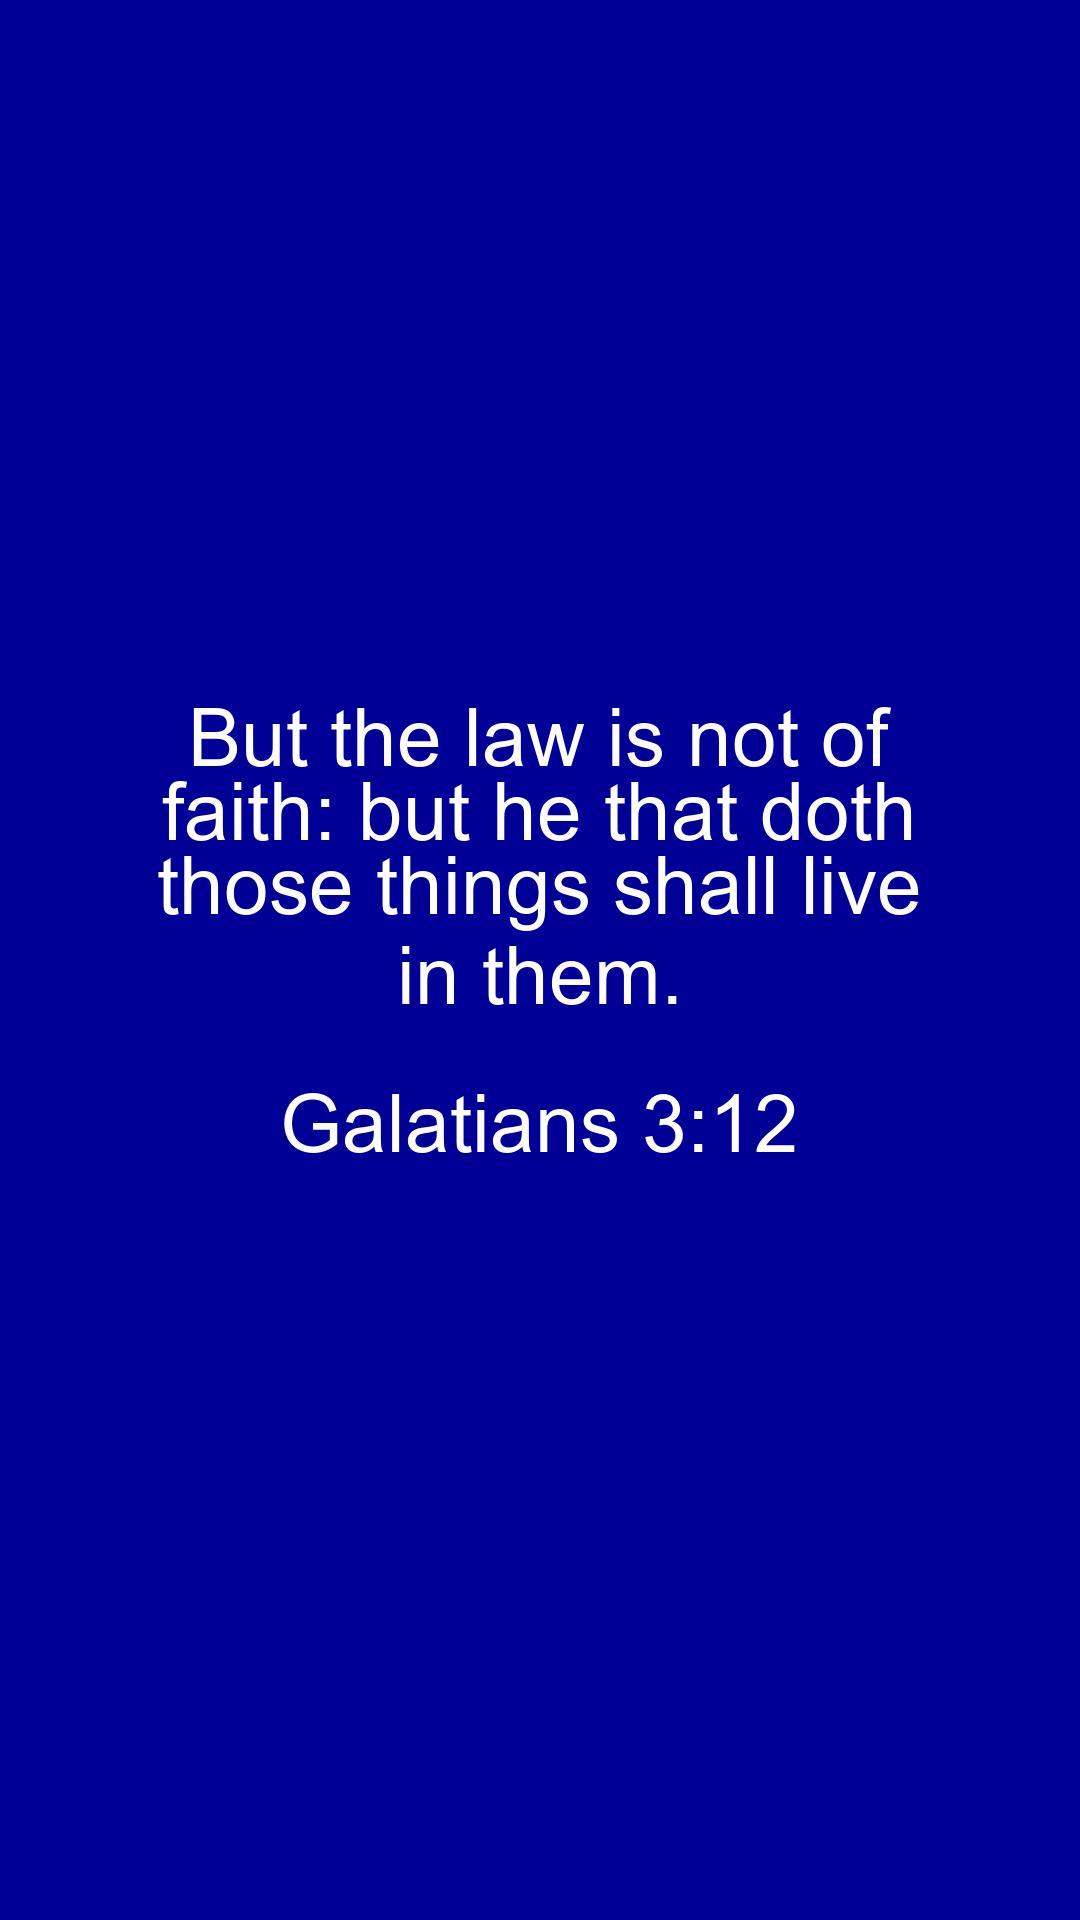 But the law is not of
faith: but he that doth
those things shall live
in them.
Galatians 3:12